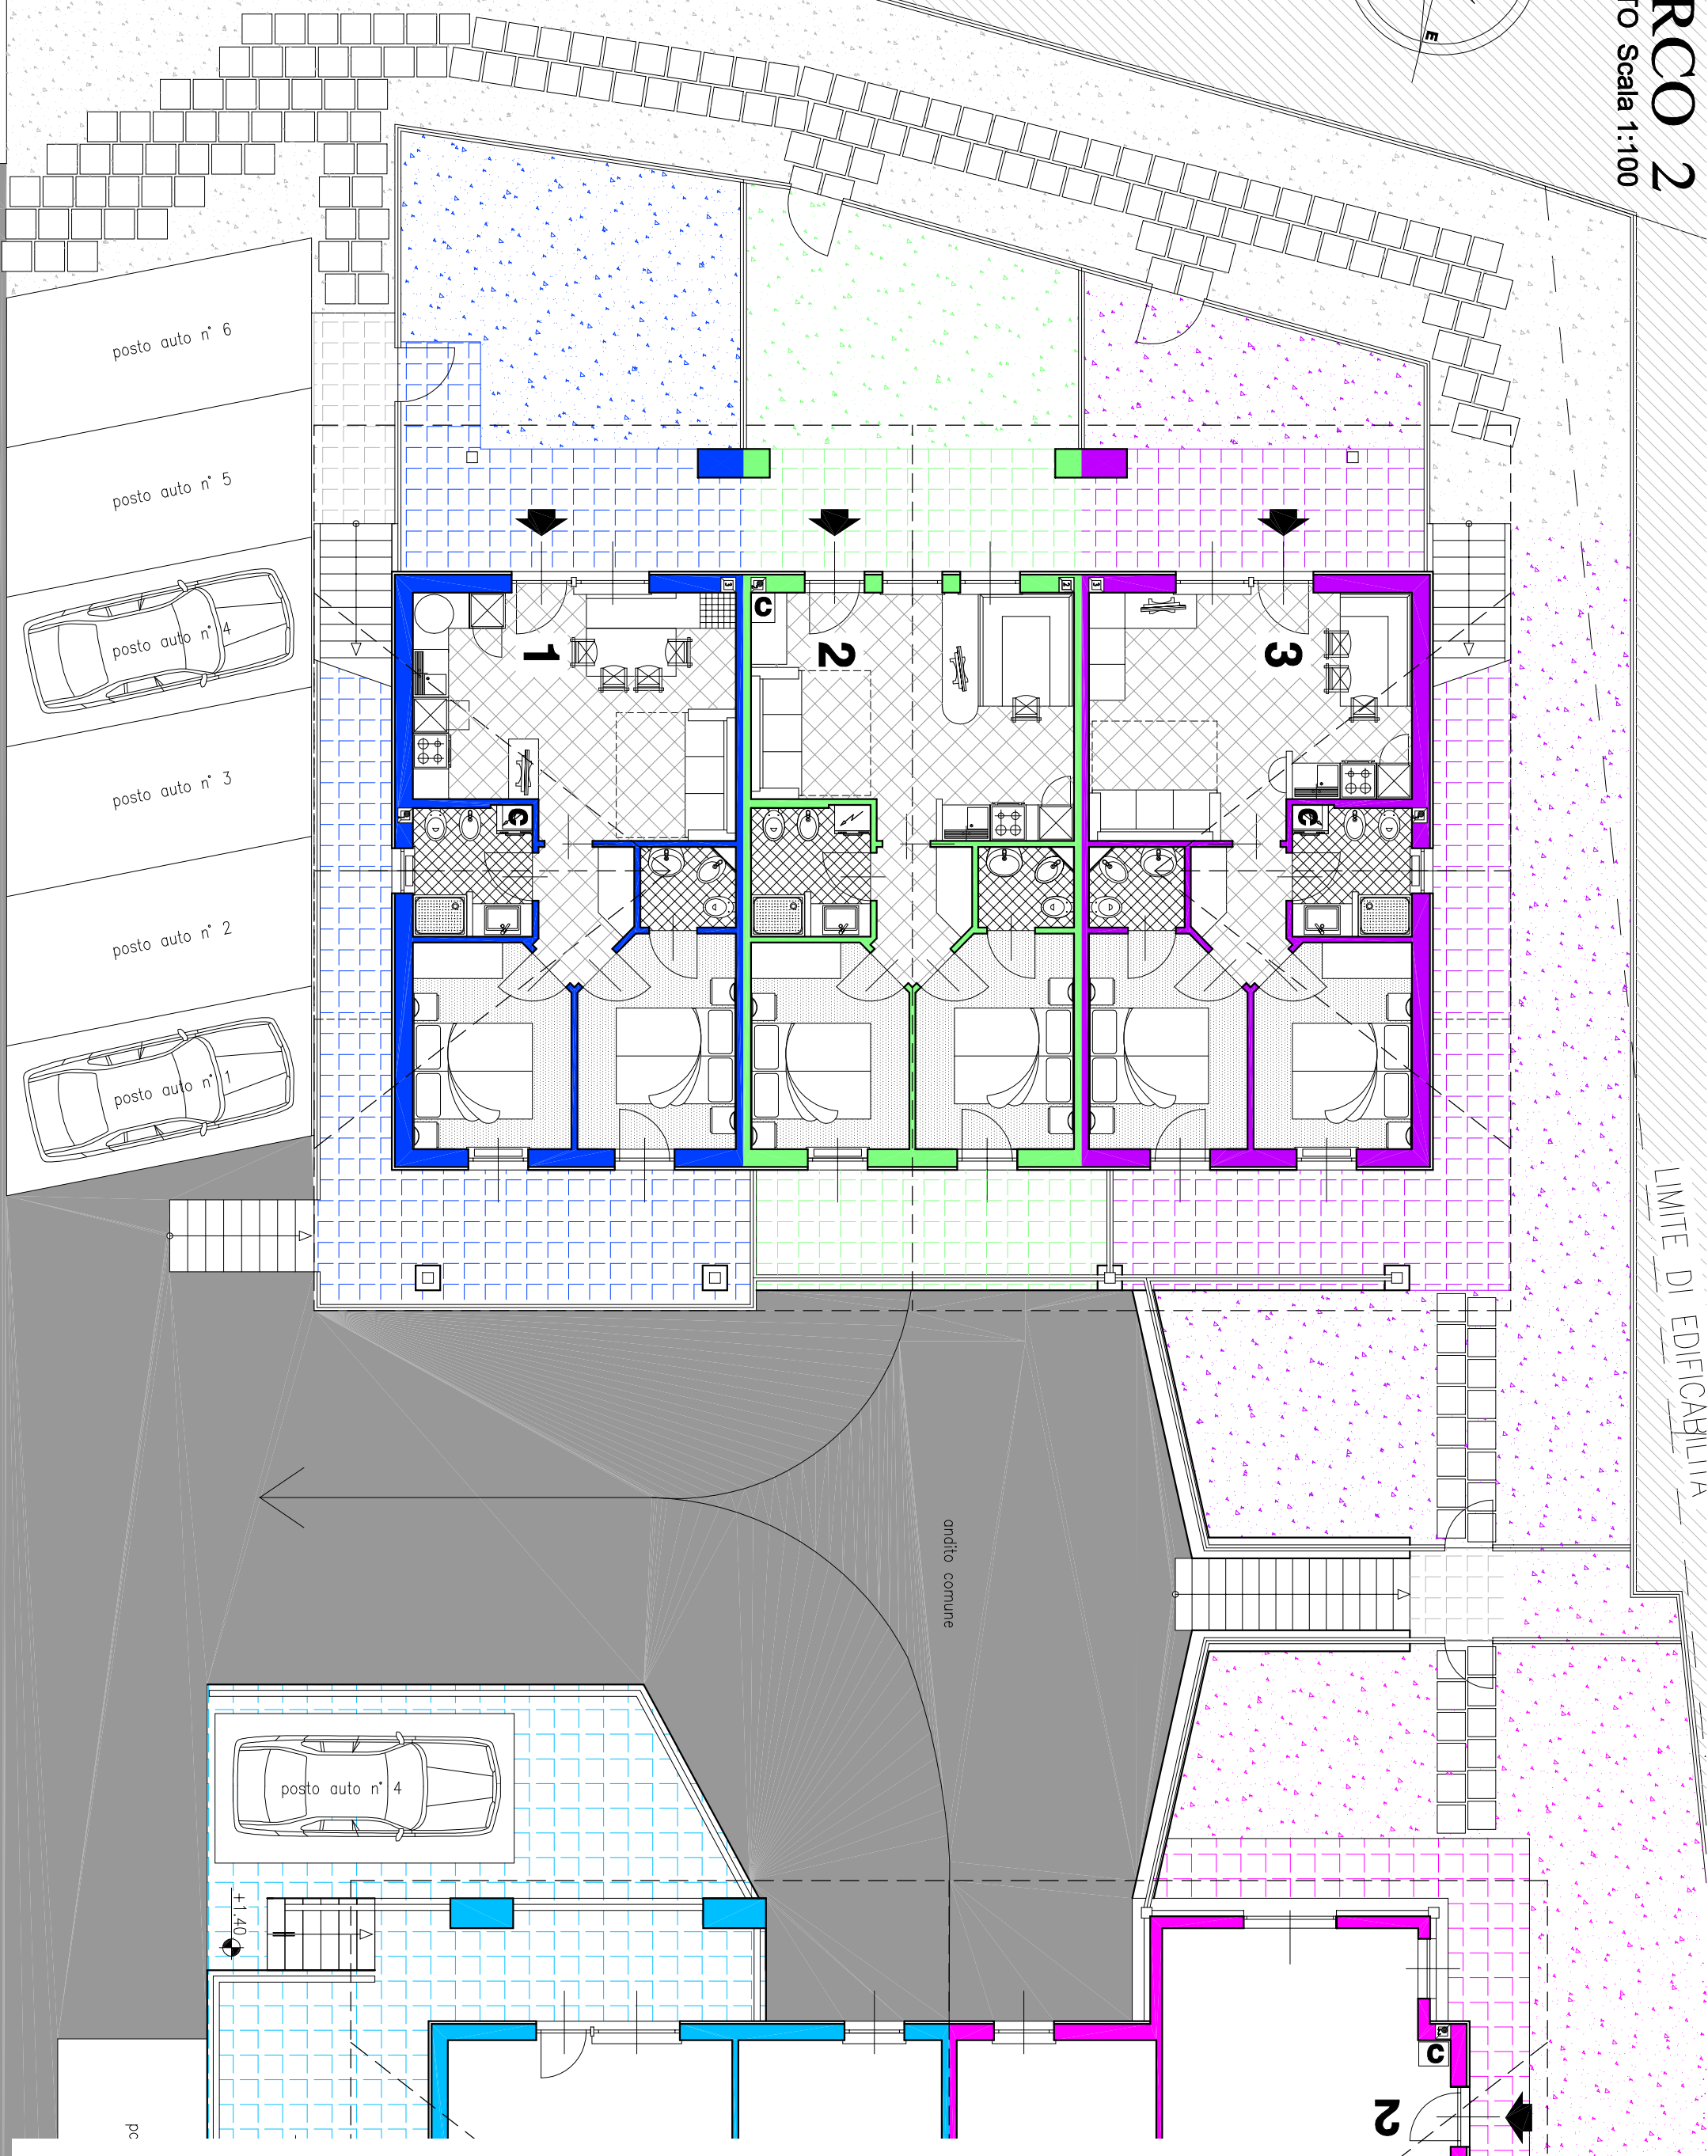 RCO 2
TO Scala 1:100
E
posto auto n° 6
posto auto n° 5
posto auto n° 4
posto auto n° 3
posto auto n° 2
posto auto n° 1
1
2
3
C
C
C
LIMITE DI EDIFICABILITA'
andito comune
posto auto n° 4
+1.40
C
2